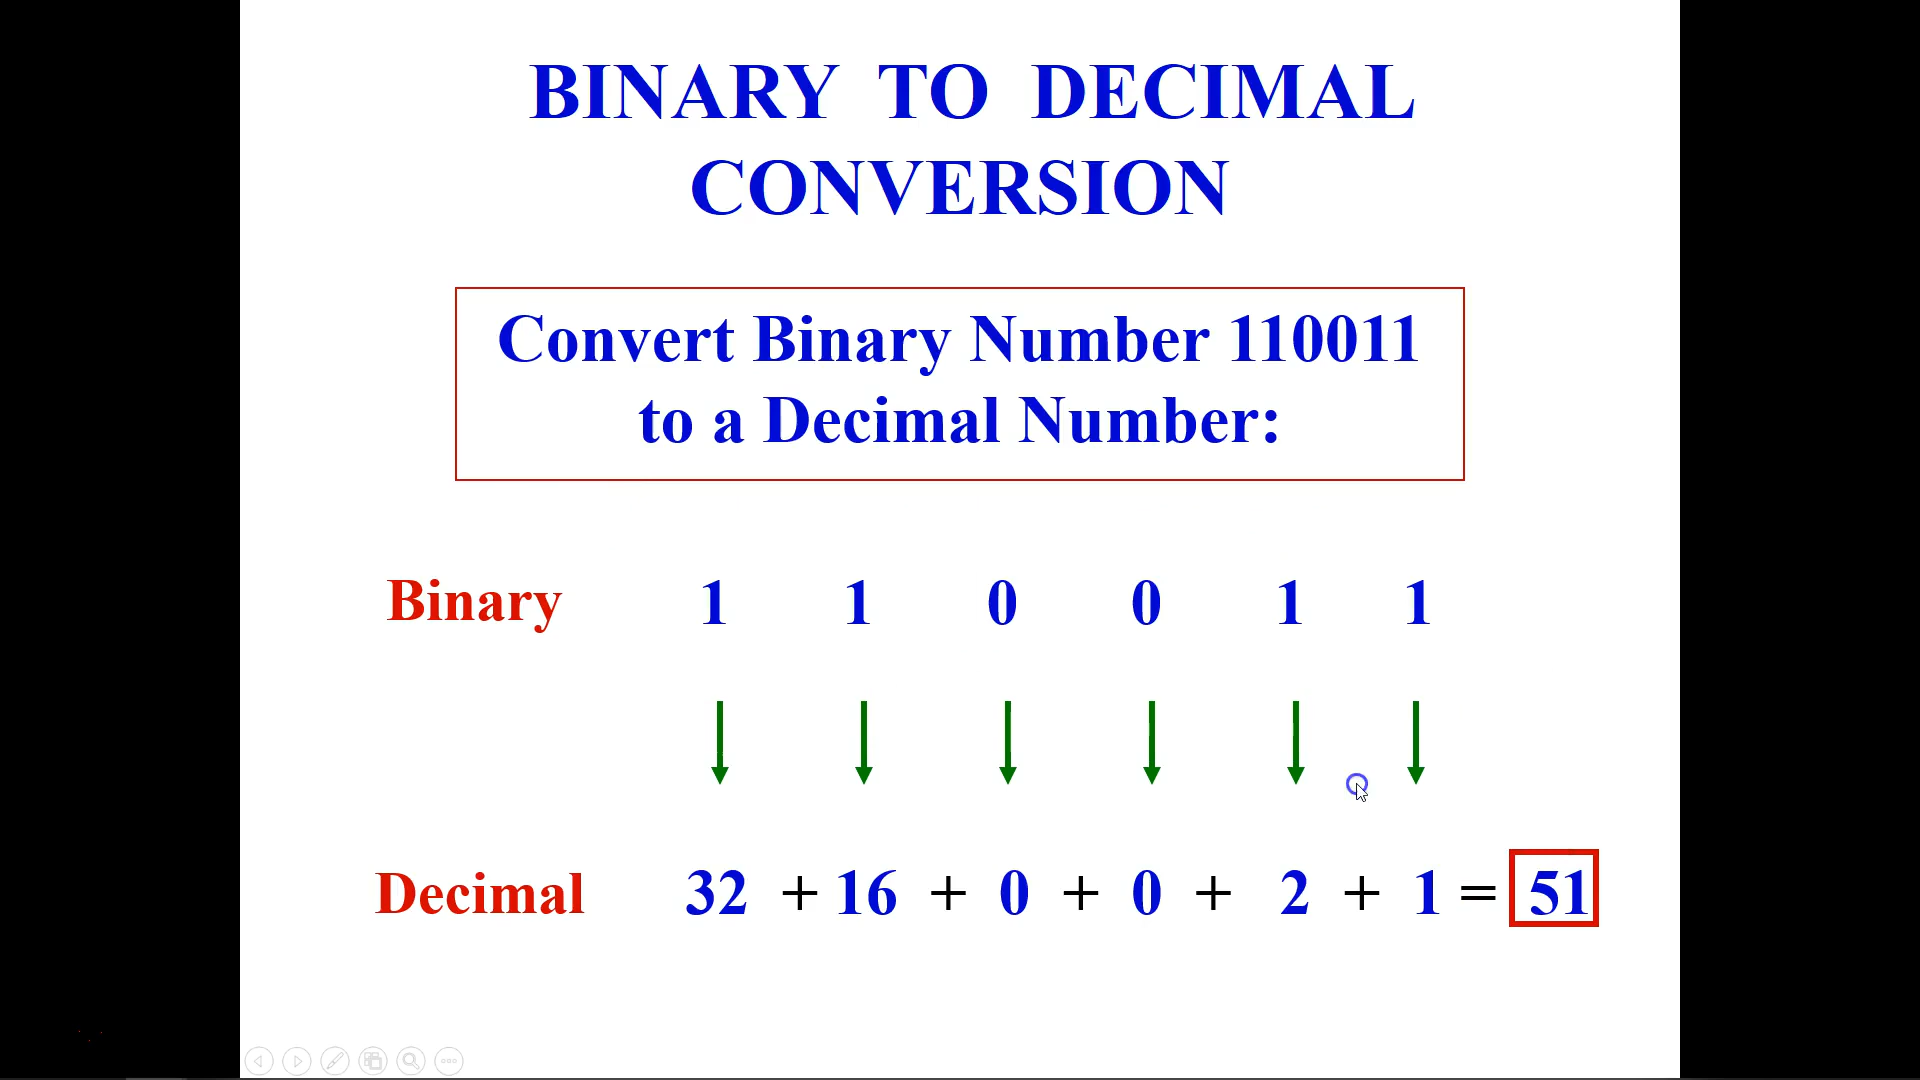 BINARY TO DECIMAL
CONVERSION
Convert Binary Number 110011
to a Decimal Number:
Binary 1 1 0 0 1 1
Decimal 32 + 16 + 0 + 0 + 2 + 1 = 51